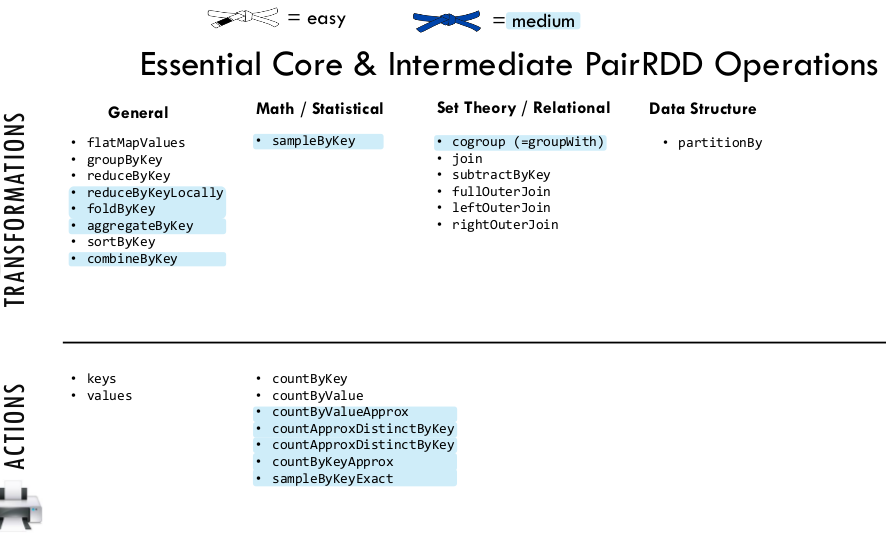 = easy
= medium
Essential Core & Intermediate PairRDD Operations
TRANSFORMATIONS
General
• flatMapValues
• groupByKey
• reduceByKey
• reduceByKeyLocally
• foldByKey
• aggregateByKey
• sortByKey
• combineByKey
Math / Statistical
• sampleByKey
Set Theory / Relational
• cogroup (=groupWith)
• join
• subtractByKey
• fullOuterJoin
• leftOuterJoin
• rightOuterJoin
Data Structure
• partitionBy
ACTIONS
• keys
• values
• countByKey
• countByValue
• countByValueApprox
• countApproxDistinctByKey
• countApproxDistinctByKey
• countByKeyApprox
• sampleByKeyExact